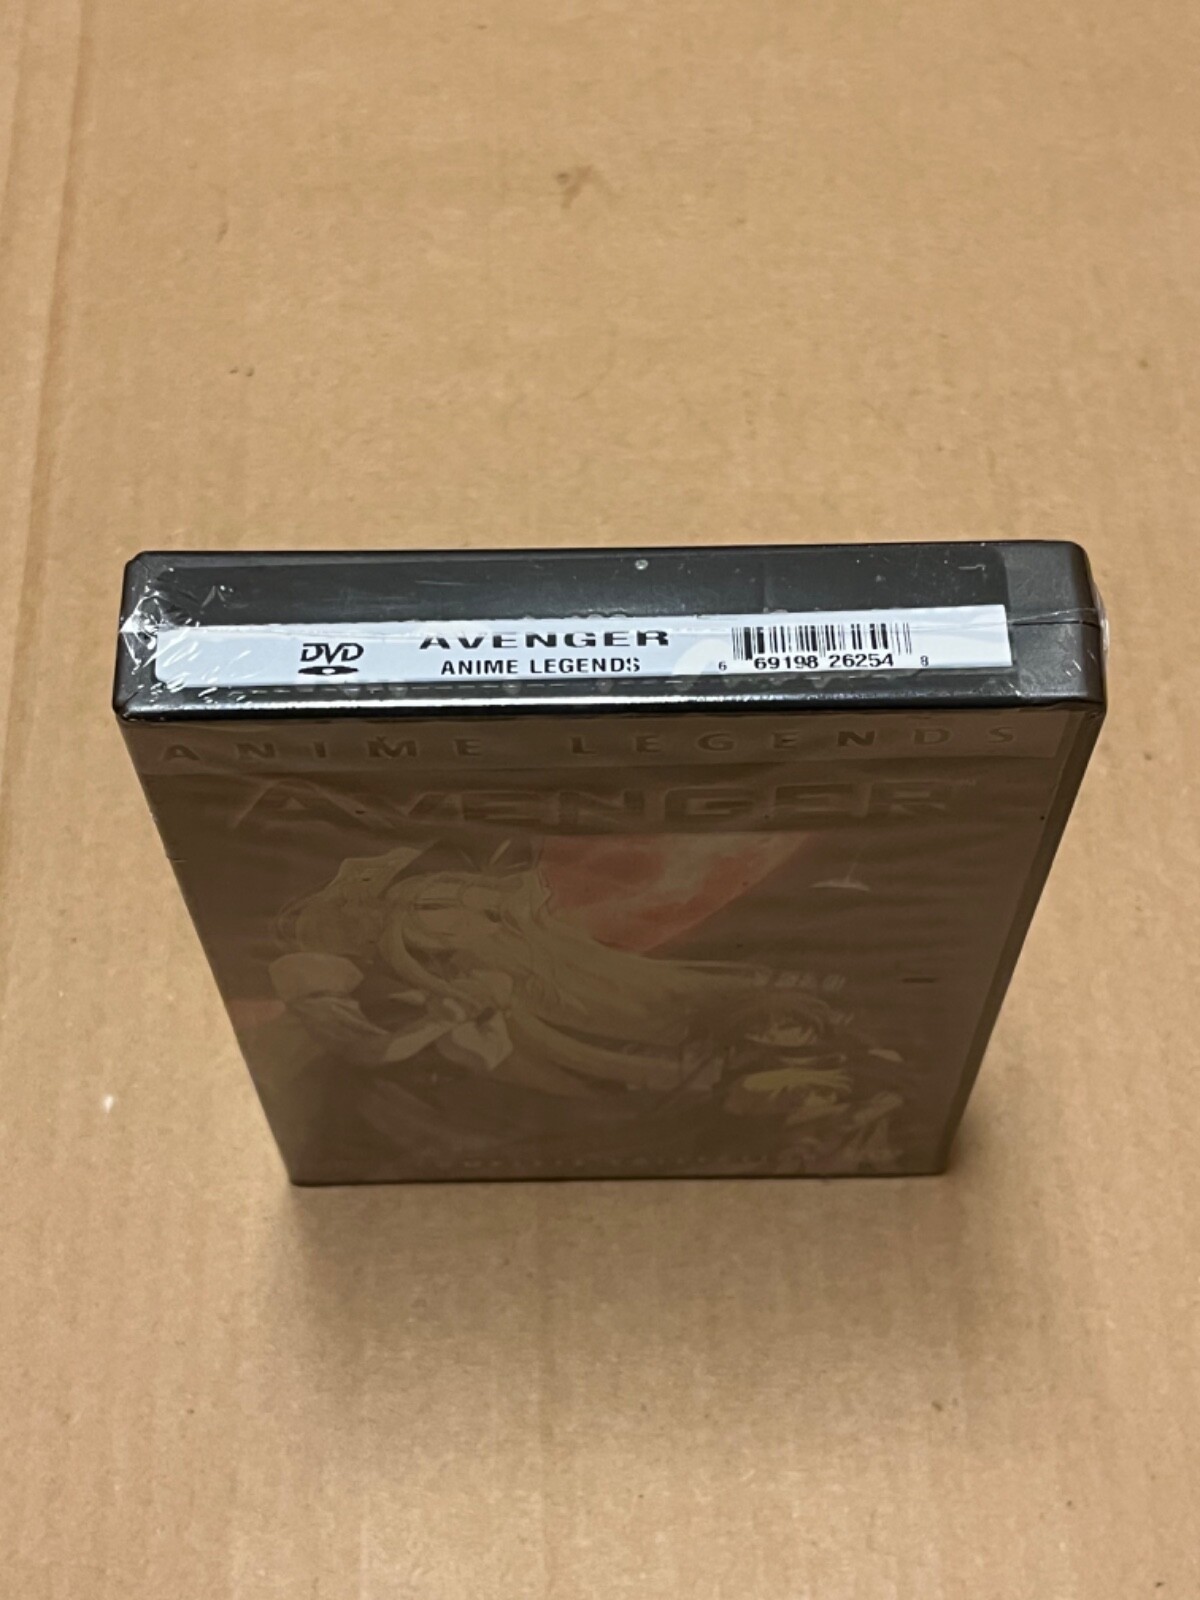 DVD
AVENGER
ANIME LEGENDS
6 69198 26254 8
ANIME LEGENDS
AVENGER